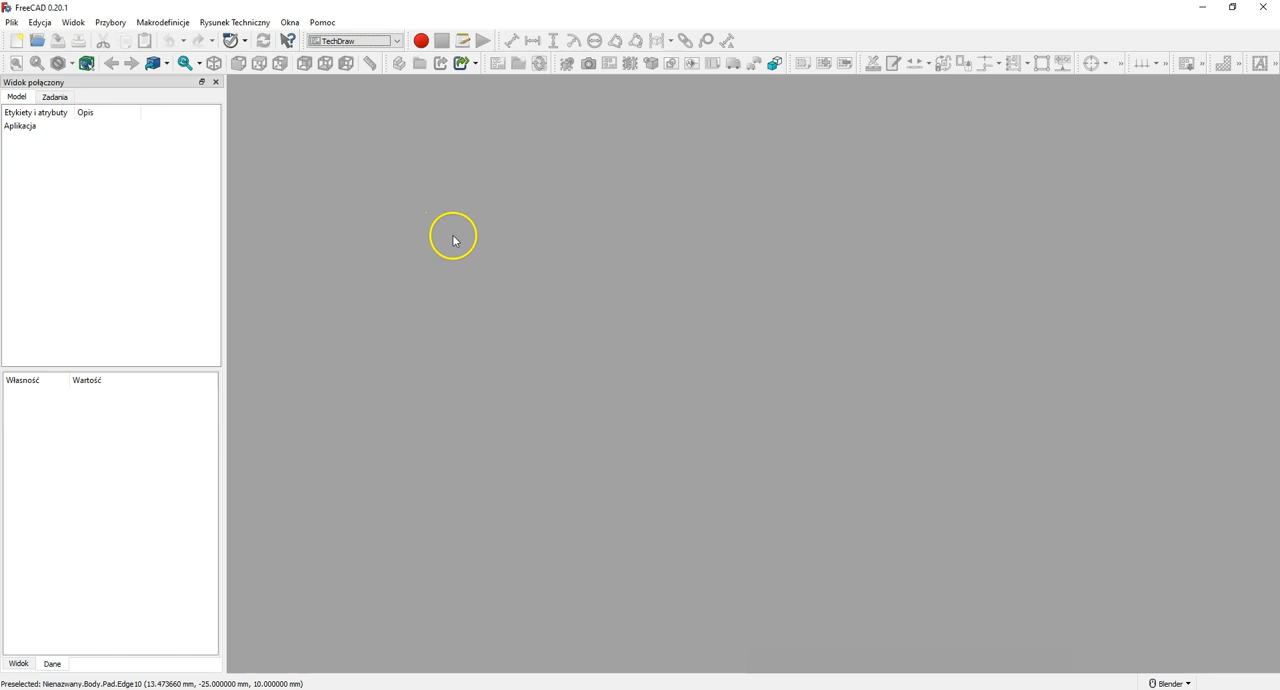 FreeCAD 0.20.1
Plik Edycja Widok Przybory Makrodefinicje Rysunek Techniczny Okna Pomoc
TechDraw
Widok połączony
Model Zadania
Etykiety i atrybuty Opis
Aplikacja
Własność Wartość
Widok Dane
Preselected: Nienazwany.Body.Pad.Edge10 (13.473660 mm, -25.000000 mm, 10.000000 mm)
Blender